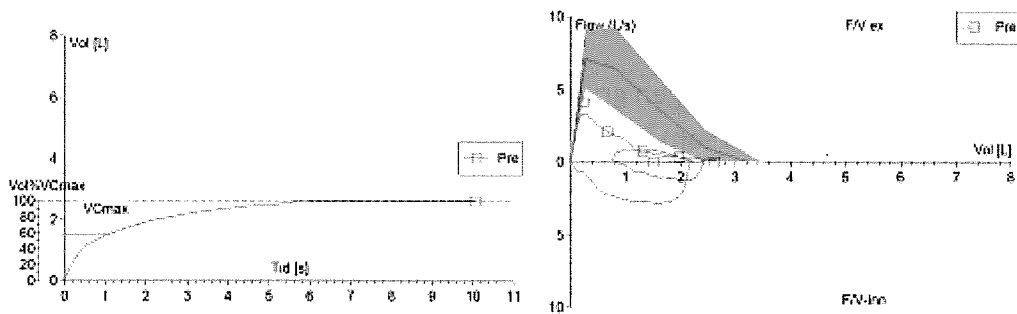 Vol [L]
8
6
4
2
Pre
Vol%VCmax
VCmax
100
80
60
40
20
0
Tid [s]
0 1 2 3 4 5 6 7 8 9 10 11
10
Flow (L/s)
F/V ex
Pre
5
Vol [L]
0
1 2 3 4 5 6 7 8
5
10